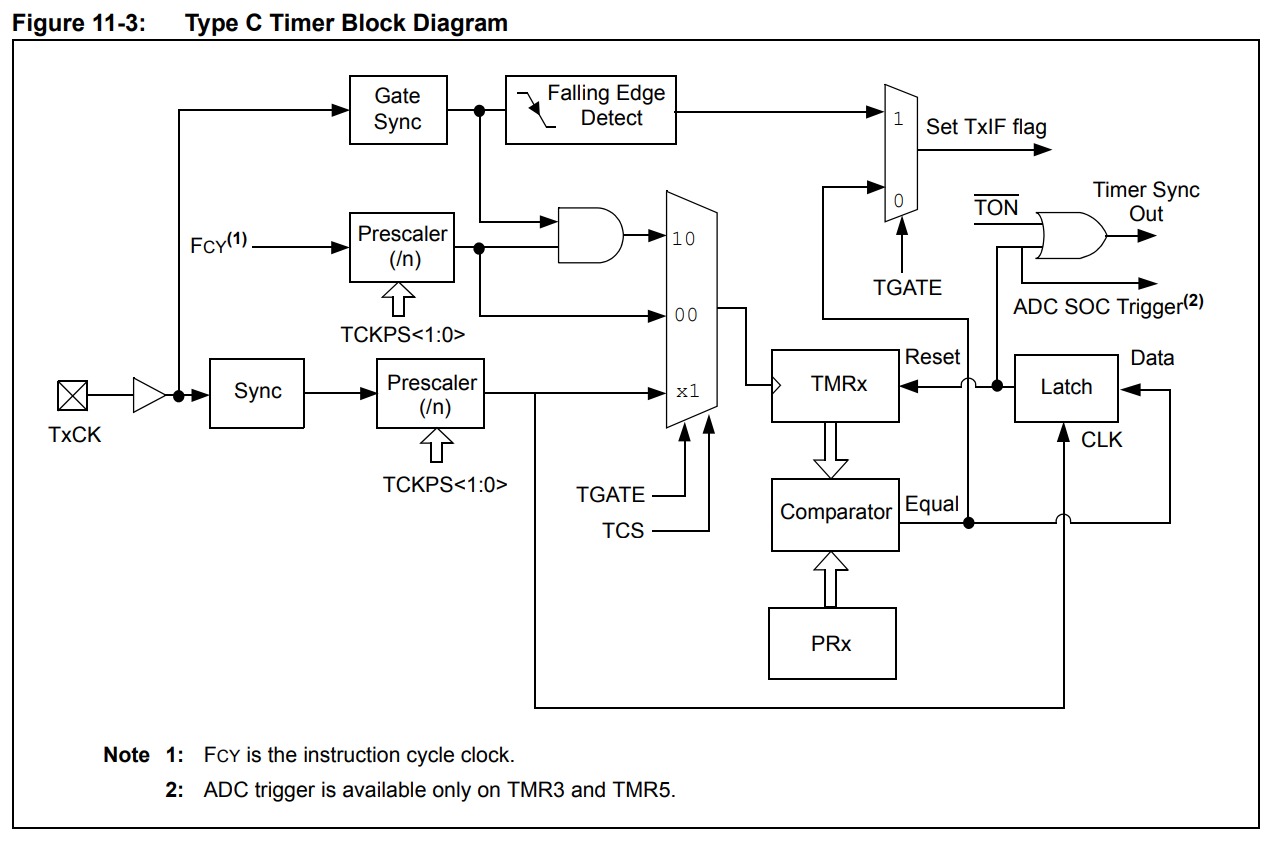 Figure 11-3: Type C Timer Block Diagram
Gate
Sync
Falling Edge
Detect
1
0
Set TxIF flag
TGATE
TON
Timer Sync
Out
ADC SOC Trigger(2)
FCY(1)
Prescaler
(/n)
TCKPS<1:0>
10
00
x1
TxCK
Sync
Prescaler
(/n)
TCKPS<1:0>
TGATE
TCS
TMRx
Reset
Latch
Data
CLK
Comparator
Equal
PRx
Note 1: FCY is the instruction cycle clock.
2: ADC trigger is available only on TMR3 and TMR5.